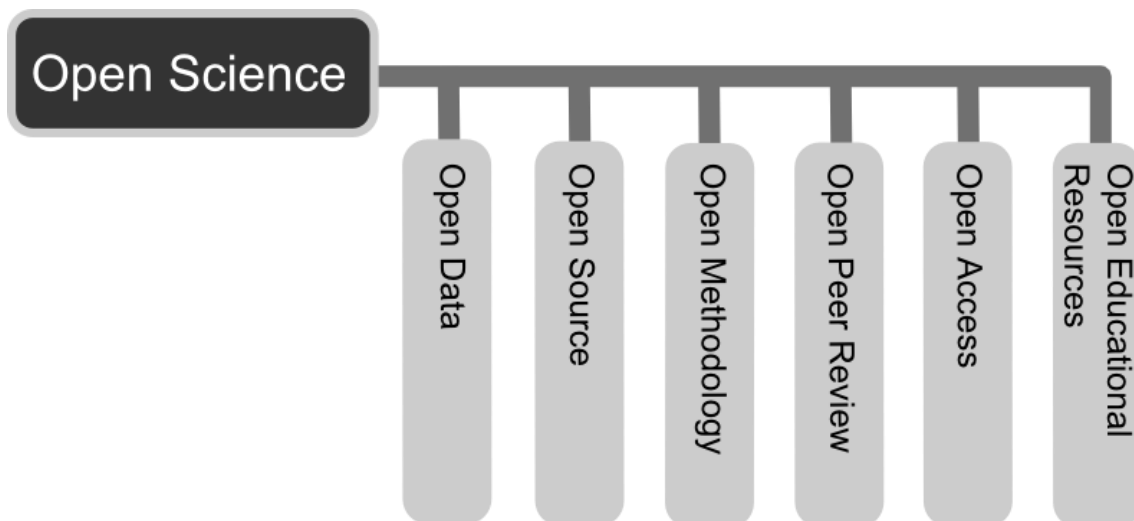 Open Science
Open Data
Open Source
Open Methodology
Open Peer Review
Open Access
Open Educational
Resources